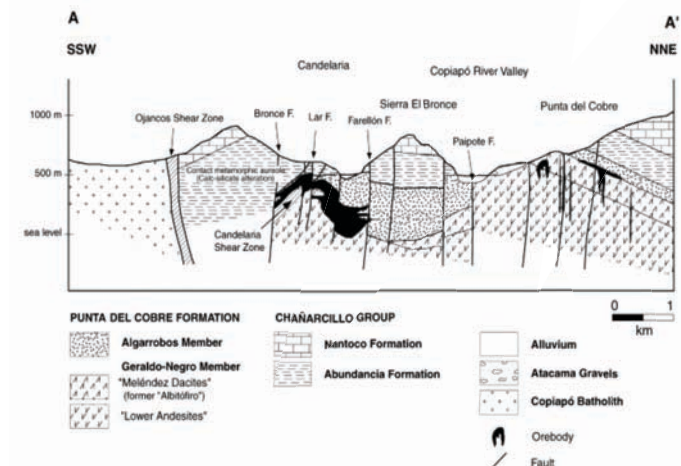 A
A'
SSW
NNE
Candelaria
Copiapó River Valley
Sierra El Bronce
Punta del Cobre
Ojancos Shear Zone
Bronce F.
Lar F.
Farellón F.
Paipote F.
1000 m
500 m
sea level
Contact metamorphic aureole
(Calc-silicate alterations)
Candelaria
Shear Zone
0 1
km
PUNTA DEL COBRE FORMATION
Algarrobos Member
Geraldo-Negro Member
"Meléndez Dacites"
(former "Albitófiro")
"Lower Andesites"
CHAÑARCILLO GROUP
Nantoco Formation
Abundancia Formation
Alluvium
Atacama Gravels
Copiapó Batholith
Orebody
Fault